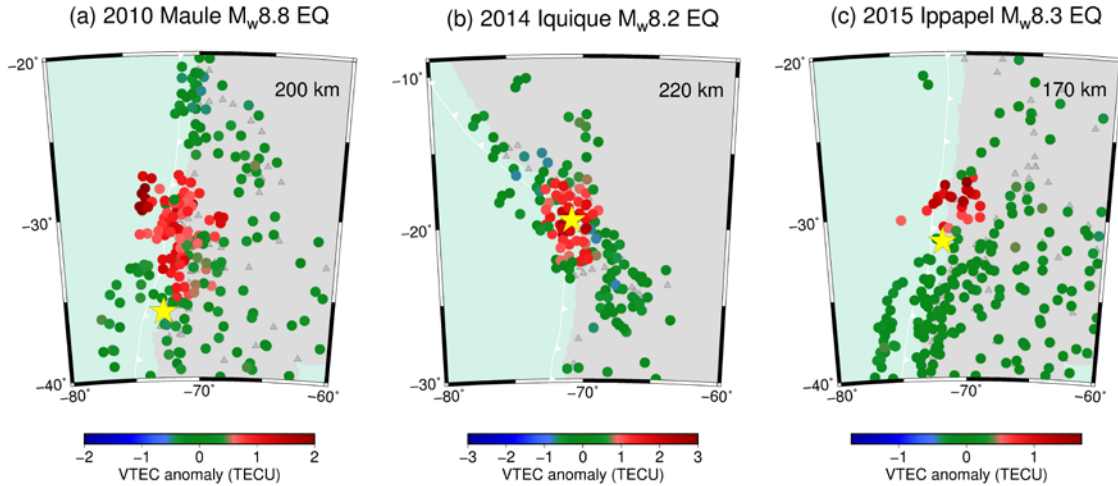 (a) 2010 Maule Mw8.8 EQ
(b) 2014 Iquique Mw8.2 EQ
(c) 2015 Ippapel Mw8.3 EQ
200 km
220 km
170 km
−20˚
−30˚
−40˚
−80˚ −70˚ −60˚
−10˚
−20˚
−30˚
−80˚ −70˚ −60˚
−20˚
−30˚
−40˚
−80˚ −70˚ −60˚
−2 −1 0 1 2
VTEC anomaly (TECU)
−3 −2 −1 0 1 2 3
VTEC anomaly (TECU)
−1 0 1
VTEC anomaly (TECU)